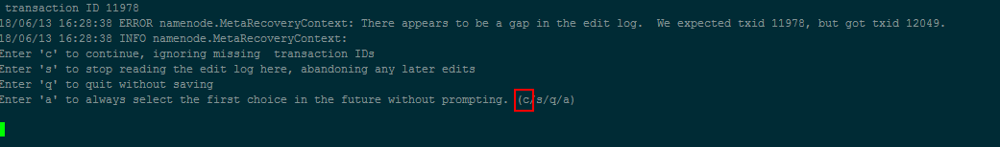 transaction ID 11978
18/06/13 16:28:38 ERROR namenode.MetaRecoveryContext: There appears to be a gap in the edit log.  We expected txid 11978, but got txid 12049.
18/06/13 16:28:38 INFO namenode.MetaRecoveryContext:
Enter 'c' to continue, ignoring missing  transaction IDs
Enter 's' to stop reading the edit log here, abandoning any later edits
Enter 'q' to quit without saving
Enter 'a' to always select the first choice in the future without prompting. (c/s/q/a)